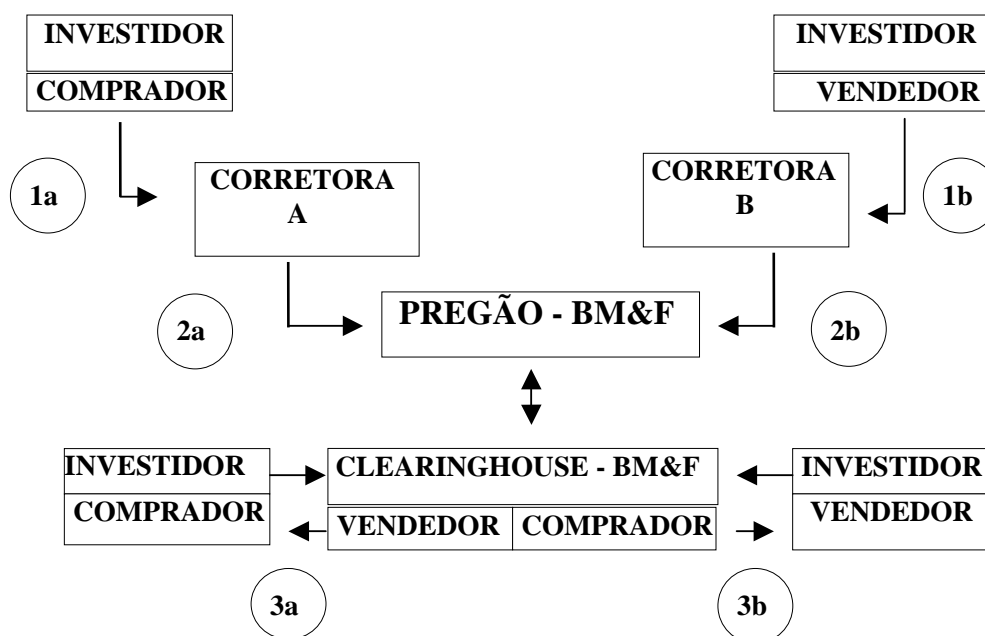 INVESTIDOR
COMPRADOR
INVESTIDOR
VENDEDOR
1a
CORRETORA
A
CORRETORA
B
1b
2a
PREGÃO - BM&F
2b
INVESTIDOR
COMPRADOR
CLEARINGHOUSE - BM&F
VENDEDOR
COMPRADOR
INVESTIDOR
VENDEDOR
3a
3b